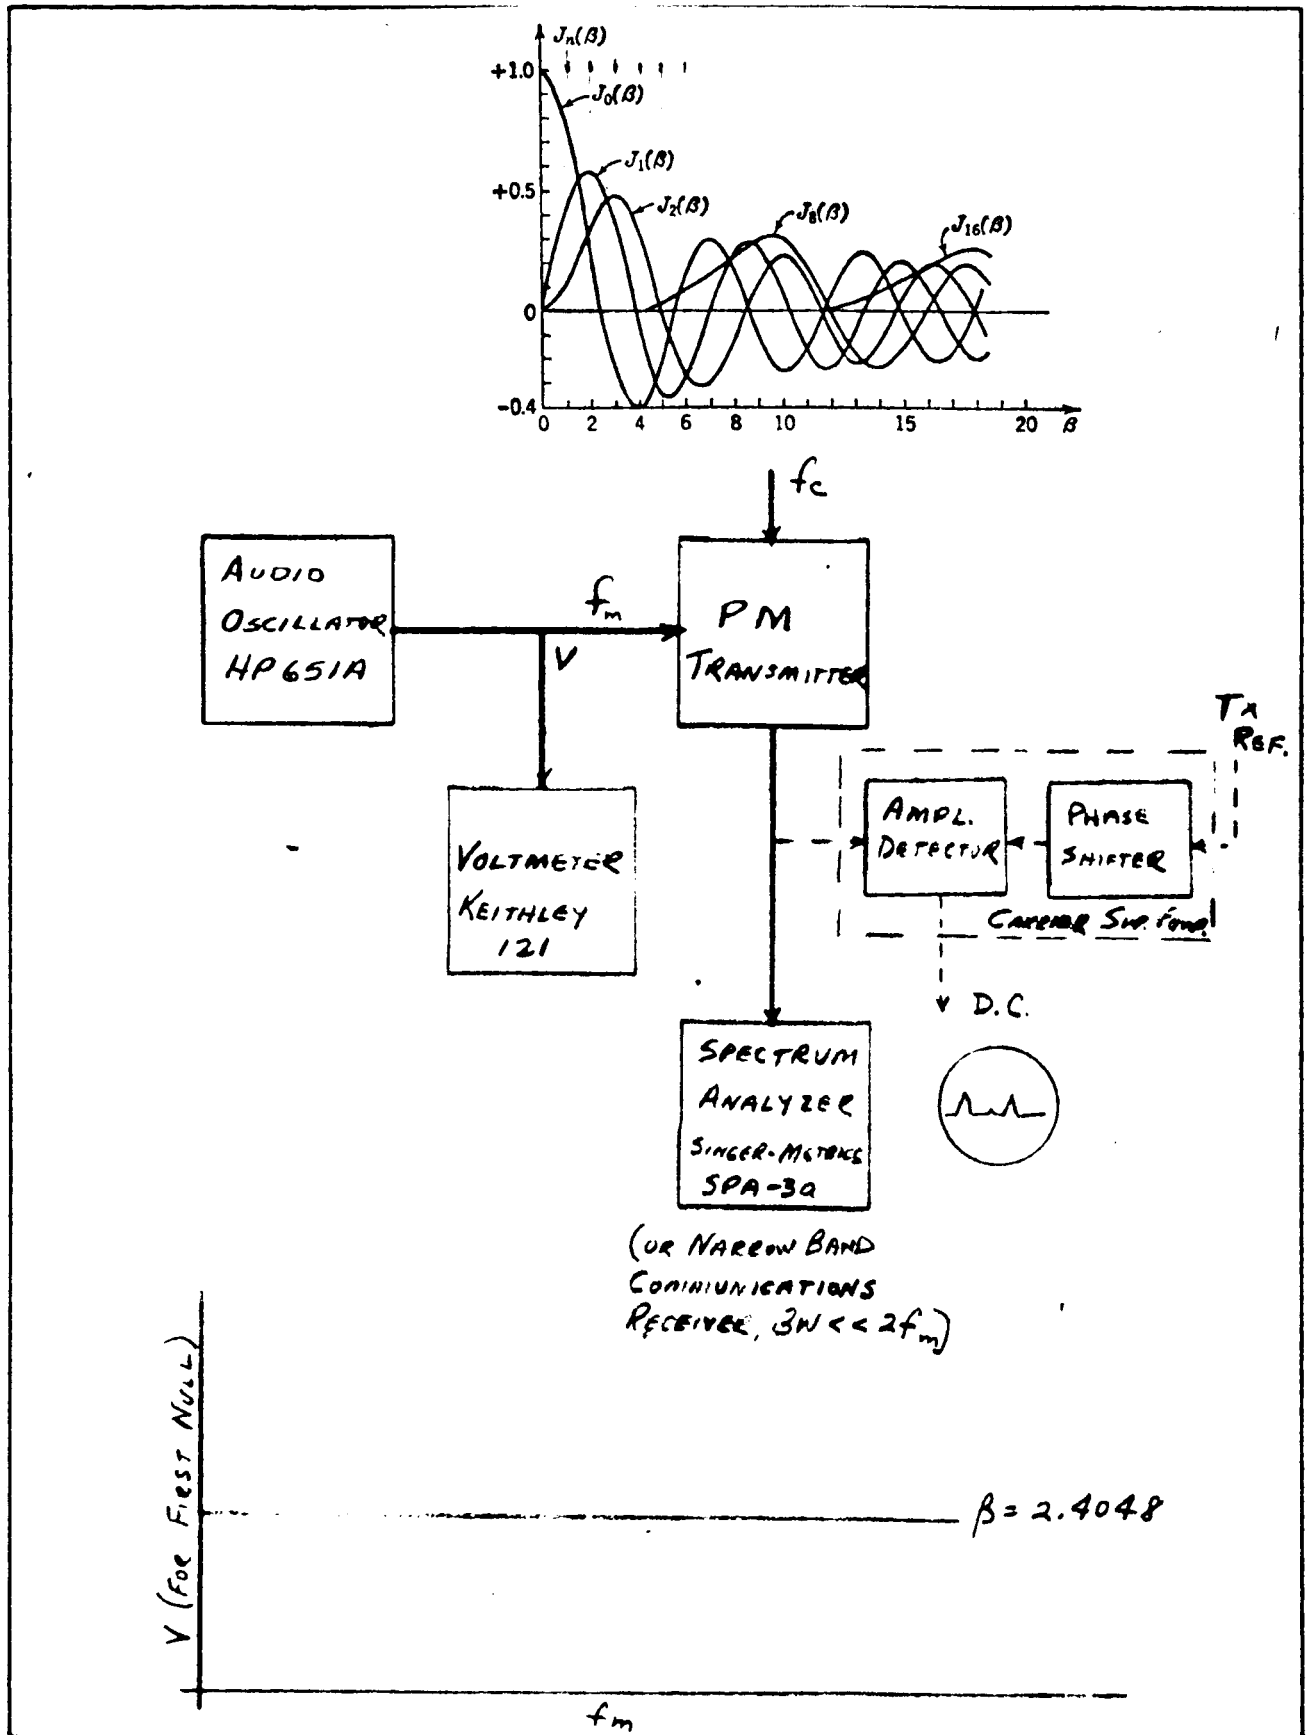 Jn(β)
+1.0
J0(β)
J1(β)
+0.5
J2(β)
J8(β)
J16(β)
0
-0.4
0 2 4 6 8 10 15 20 β
fc
AUDIO
OSCILLATOR
HP651A
fm
V
PM
TRANSMITTER
TX
REF.
AMPL.
DETECTOR
PHASE
SHIFTER
CARRIER
VOLTMETER
KEITHLEY
121
D.C.
SPECTRUM
ANALYZER
SINGER-METRICS
SPA-3a
(OR NARROW BAND
COMMUNICATIONS
RECEIVER, BW << 2fm)
V (FOR FIRST NULL)
β = 2.4048
fm